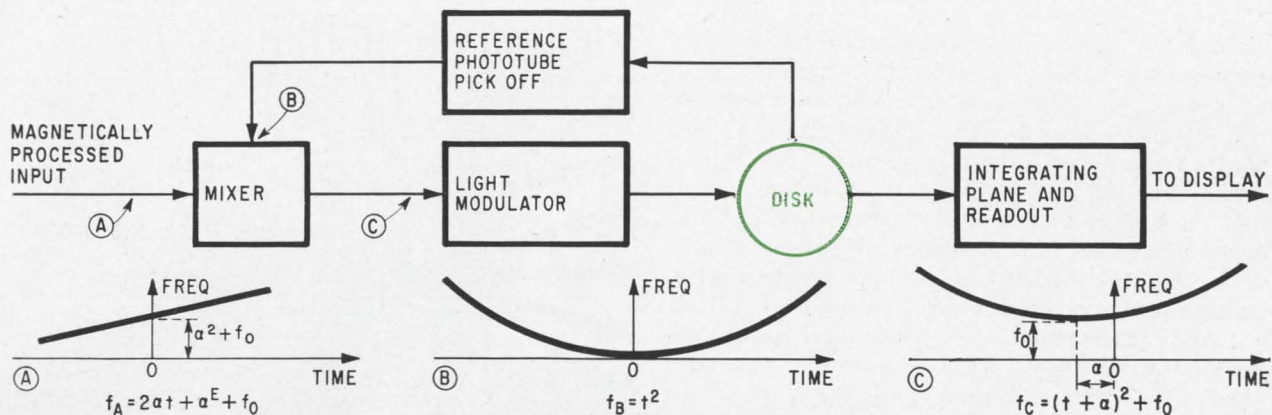 REFERENCE
PHOTOTUBE
PICK OFF
Ⓑ
MAGNETICALLY
PROCESSED
INPUT
Ⓐ
MIXER
Ⓒ
LIGHT
MODULATOR
DISK
INTEGRATING
PLANE AND
READOUT
TO DISPLAY
FREQ
α²+f₀
0
TIME
Ⓐ
f_A=2αt+α^E+f₀
FREQ
0
TIME
Ⓑ
f_B=t²
FREQ
f₀
α
0
TIME
Ⓒ
f_C=(t+α)²+f₀